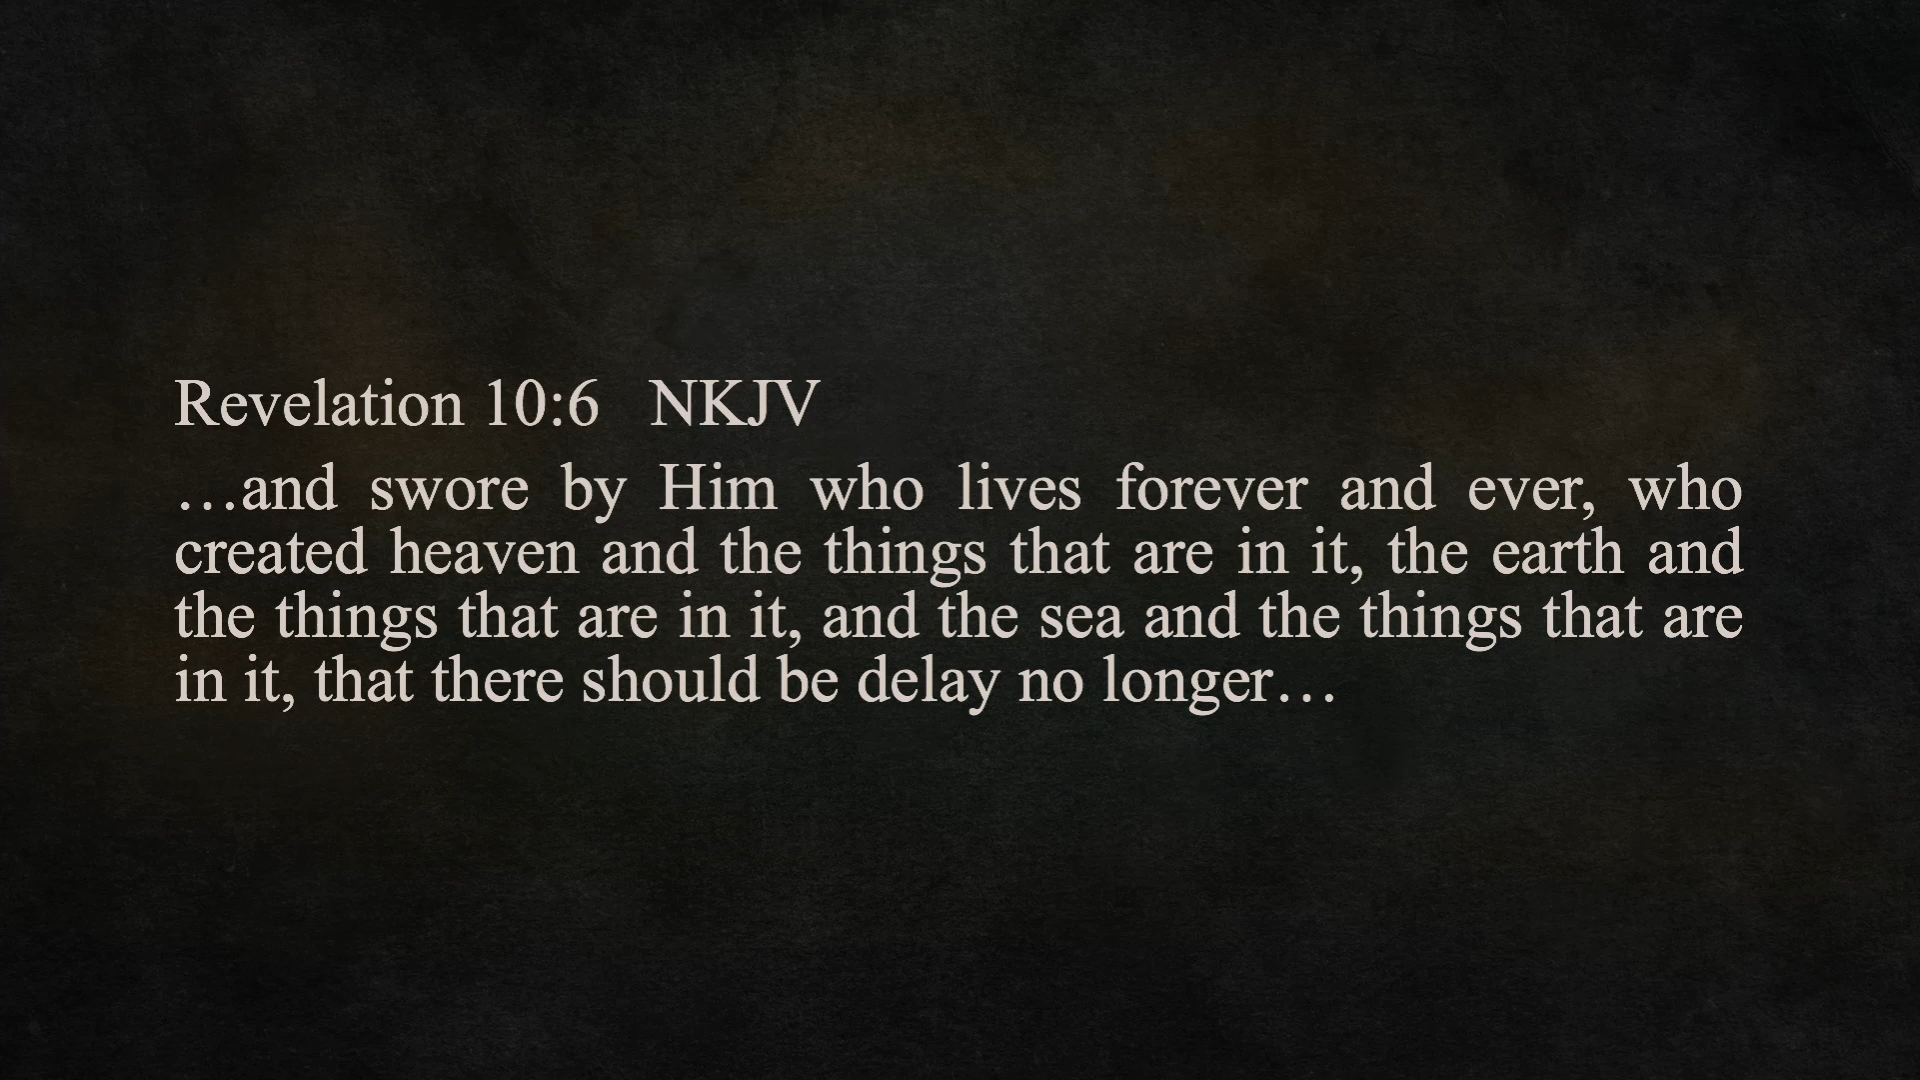 Revelation 10:6 NKJV
…and swore by Him who lives forever and ever, who
created heaven and the things that are in it, the earth and
the things that are in it, and the sea and the things that are
in it, that there should be delay no longer…